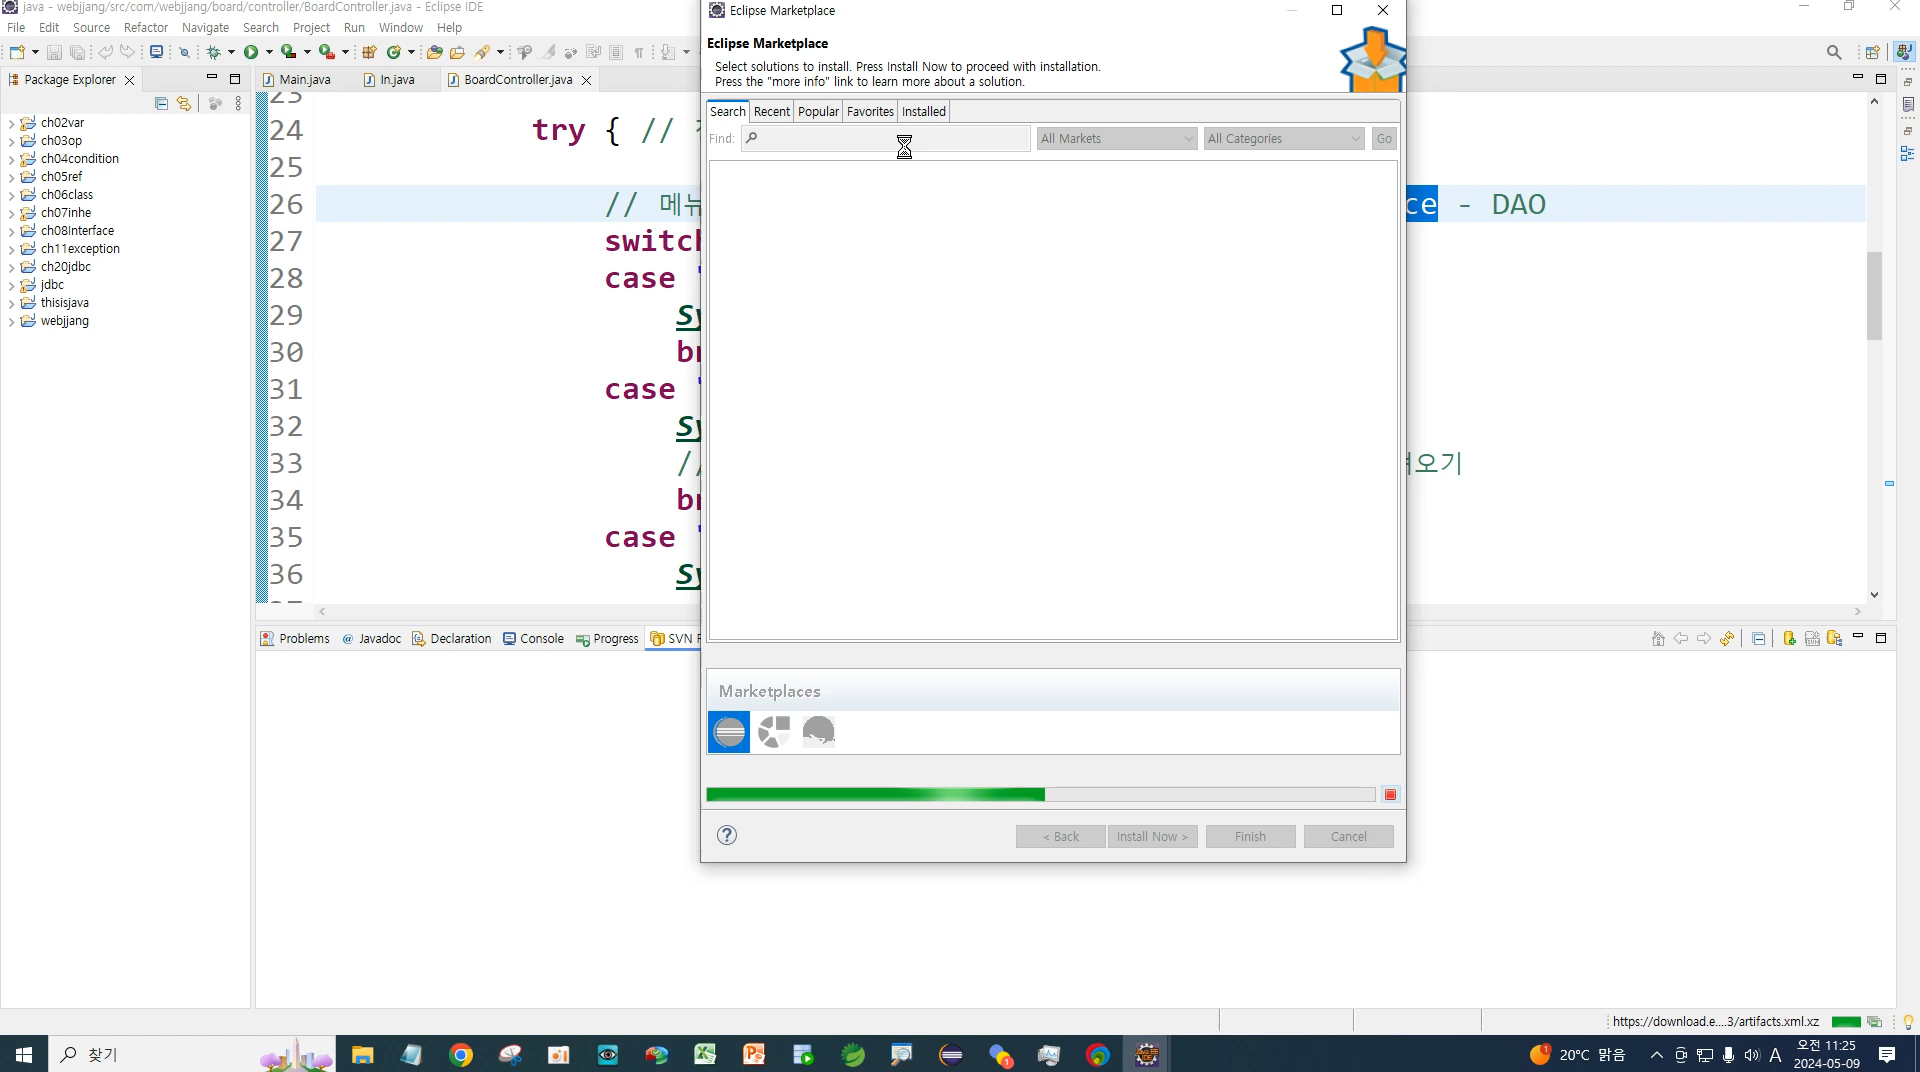 java - webjjang/src/com/webjjang/board/controller/BoardController.java - Eclipse IDE
File Edit Source Refactor Navigate Search Project Run Window Help
Package Explorer
Main.java In.java BoardController.java
ch02var
ch03op
ch04condition
ch05ref
ch06class
ch07inhe
ch08Interface
ch11exception
ch20jdbc
jdbc
thisisjava
webjjang
23
24 try { //
25
26 // 메뉴 ce - DAO
27 switch
28 case
29 Sy
30 br
31 case
32 Sy
33 // 오기
34 br
35 case
36 Sy
Eclipse Marketplace
Eclipse Marketplace
Select solutions to install. Press Install Now to proceed with installation.
Press the "more info" link to learn more about a solution.
Search Recent Popular Favorites Installed
Find: All Markets All Categories Go
Marketplaces
< Back Install Now > Finish Cancel
Problems Javadoc Declaration Console Progress SVN R
https://download.e....3/artifacts.xml.xz
찾기
20°C 맑음 A 오전 11:25
2024-05-09